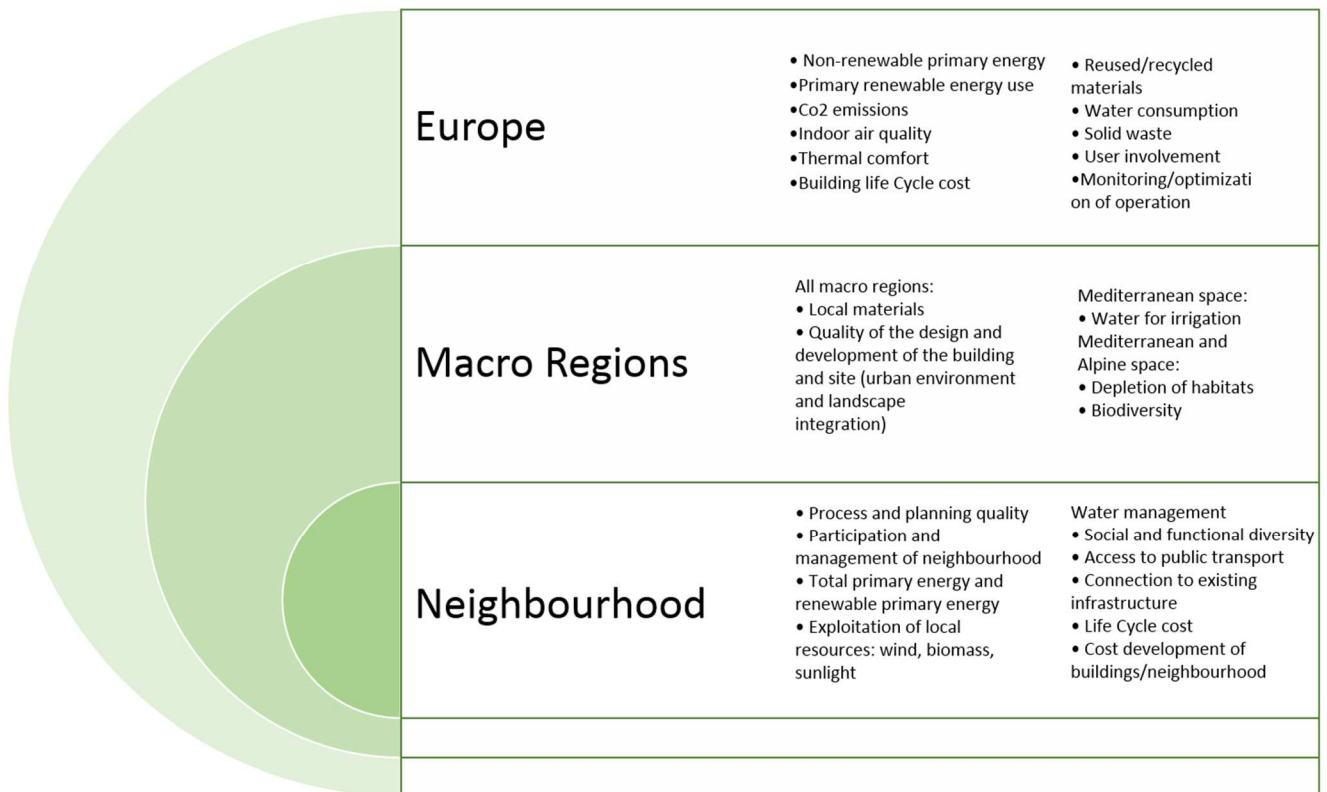 Europe
• Non-renewable primary energy
•Primary renewable energy use
•Co2 emissions
•Indoor air quality
•Thermal comfort
•Building life Cycle cost
• Reused/recycled
materials
• Water consumption
• Solid waste
• User involvement
•Monitoring/optimizati
on of operation
Macro Regions
All macro regions:
• Local materials
• Quality of the design and
development of the building
and site (urban environment
and landscape
integration)
Mediterranean space:
• Water for irrigation
Mediterranean and
Alpine space:
• Depletion of habitats
• Biodiversity
Neighbourhood
• Process and planning quality
• Participation and
management of neighbourhood
• Total primary energy and
renewable primary energy
• Exploitation of local
resources: wind, biomass,
sunlight
Water management
• Social and functional diversity
• Access to public transport
• Connection to existing
infrastructure
• Life Cycle cost
• Cost development of
buildings/neighbourhood